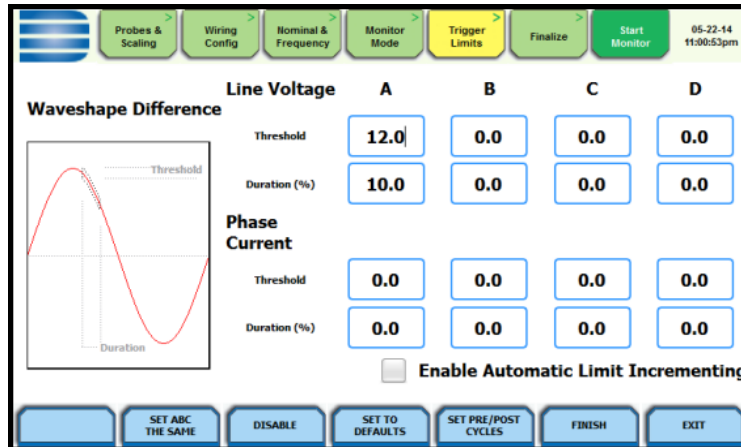 > > > > > >
Probes & Scaling Wiring Config Nominal & Frequency Monitor Mode Trigger Limits Finalize Start Monitor 05-22-14 11:00:53pm
Line Voltage A B C D
Waveshape Difference
Threshold 12.0 0.0 0.0 0.0
Threshold
Duration (%) 10.0 0.0 0.0 0.0
Phase
Current
Threshold 0.0 0.0 0.0 0.0
Duration (%) 0.0 0.0 0.0 0.0
Duration
Enable Automatic Limit Incrementing
SET ABC THE SAME DISABLE SET TO DEFAULTS SET PRE/POST CYCLES FINISH EXIT